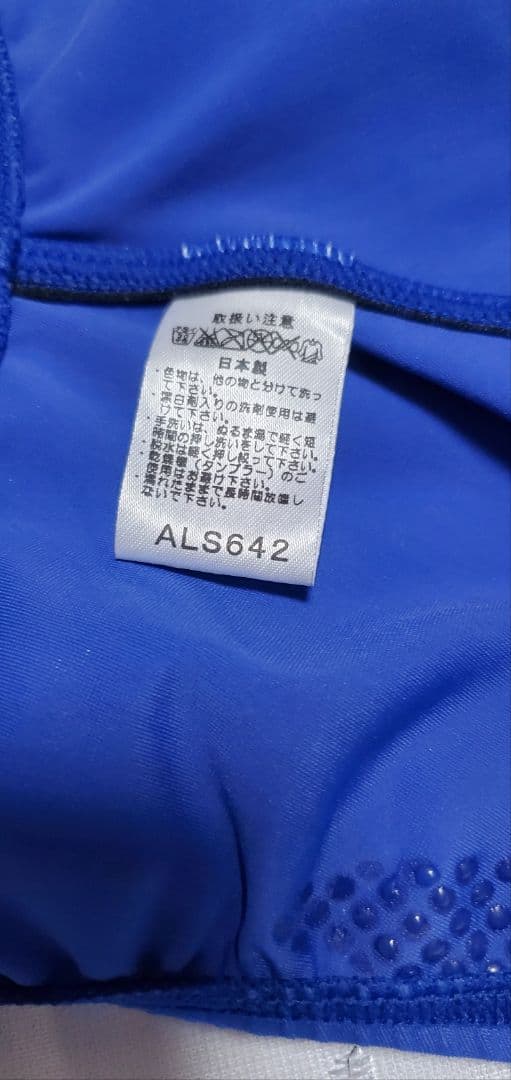 取扱い注意
日本製
・色物は、他の物と分けて洗っ
て下さい。
・漂白剤入りの洗剤使用は避
けて下さい。
・手洗いは、ぬるま湯で軽く短
時間の押し洗いをして下さい。
・脱水は軽く押し絞って下さい。
・乾燥機（タンブラー）のご
使用はお避け下さい。
・濡れたままで長時間放置し
ないで下さい。
ALS642